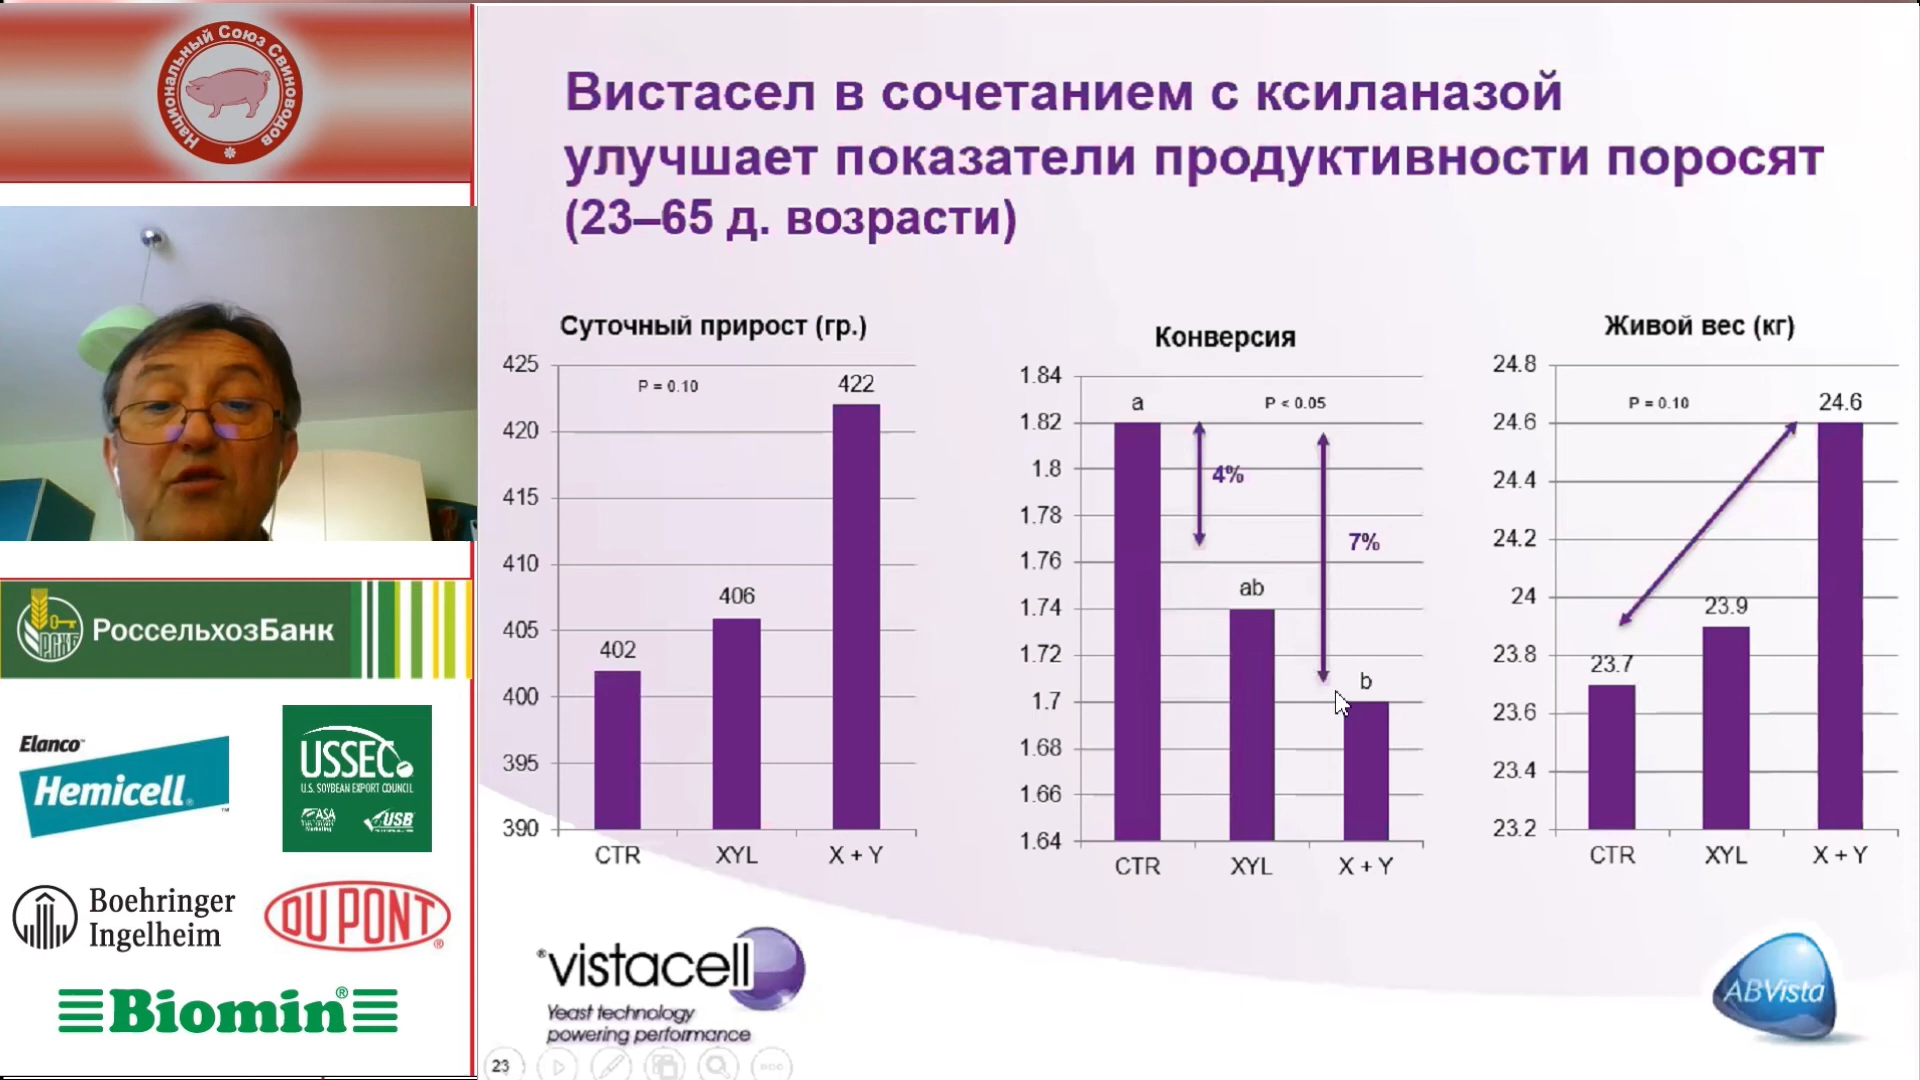 Национальный Союз Свиноводов
РСХБ
РоссельхозБанк
Elanco™
Hemicell®
™
USSEC
U.S. SOYBEAN EXPORT COUNCIL
ASA
USB
Boehringer
Ingelheim
DU PONT
®
Biomin®
Вистасел в сочетанием с ксиланазой
улучшает показатели продуктивности поросят
(23–65 д. возрасти)
Суточный прирост (гр.)
425
420
415
410
405
400
395
390
P = 0.10
402
406
422
CTR
XYL
X + Y
Конверсия
1.84
1.82
1.8
1.78
1.76
1.74
1.72
1.7
1.68
1.66
1.64
P < 0.05
a
4%
7%
ab
b
CTR
XYL
X + Y
Живой вес (кг)
24.8
24.6
24.4
24.2
24
23.8
23.6
23.4
23.2
P = 0.10
23.7
23.9
24.6
CTR
XYL
X + Y
®vistacell
Yeast technology
powering performance
ABVista
23